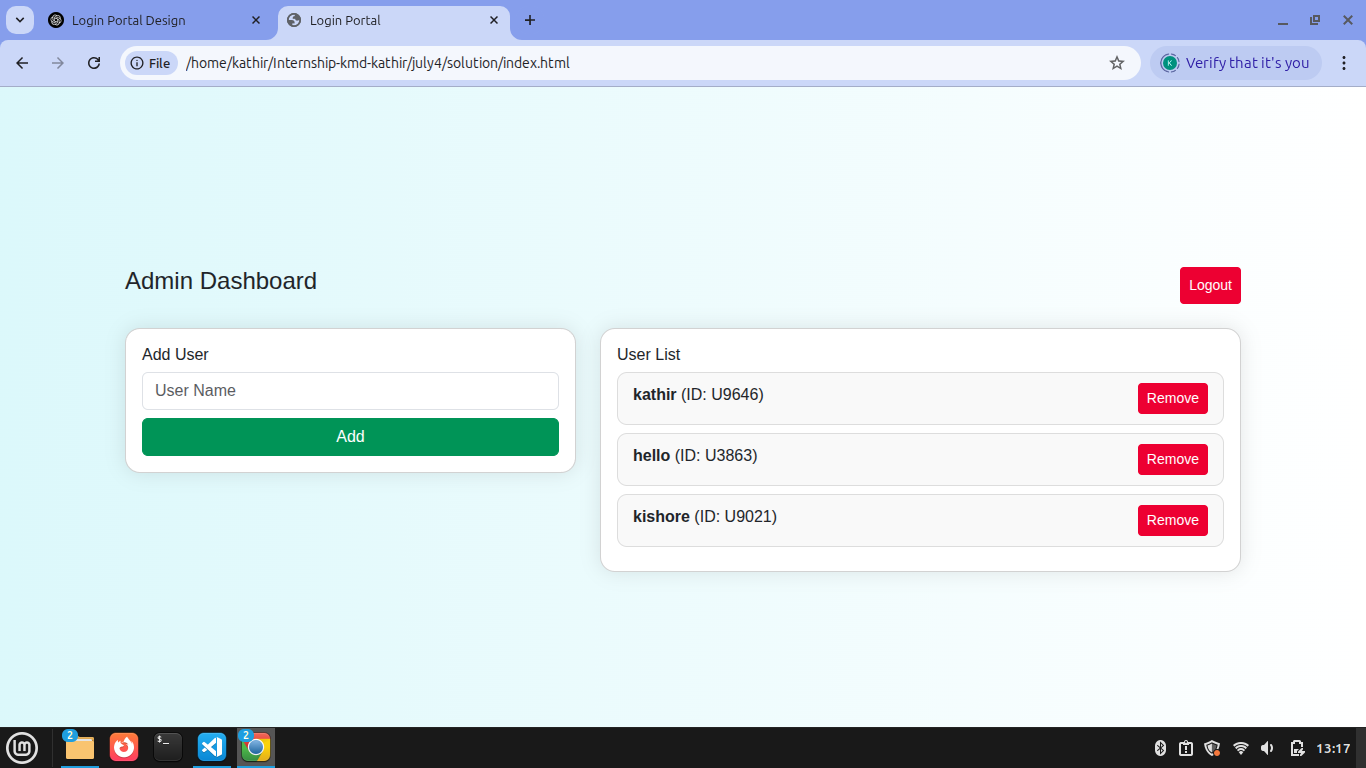 Login Portal Design
Login Portal
File
/home/kathir/Internship-kmd-kathir/july4/solution/index.html
K
Verify that it's you
Admin Dashboard
Logout
Add User
User Name
Add
User List
kathir (ID: U9646)
Remove
hello (ID: U3863)
Remove
kishore (ID: U9021)
Remove
2
$_
2
13:17